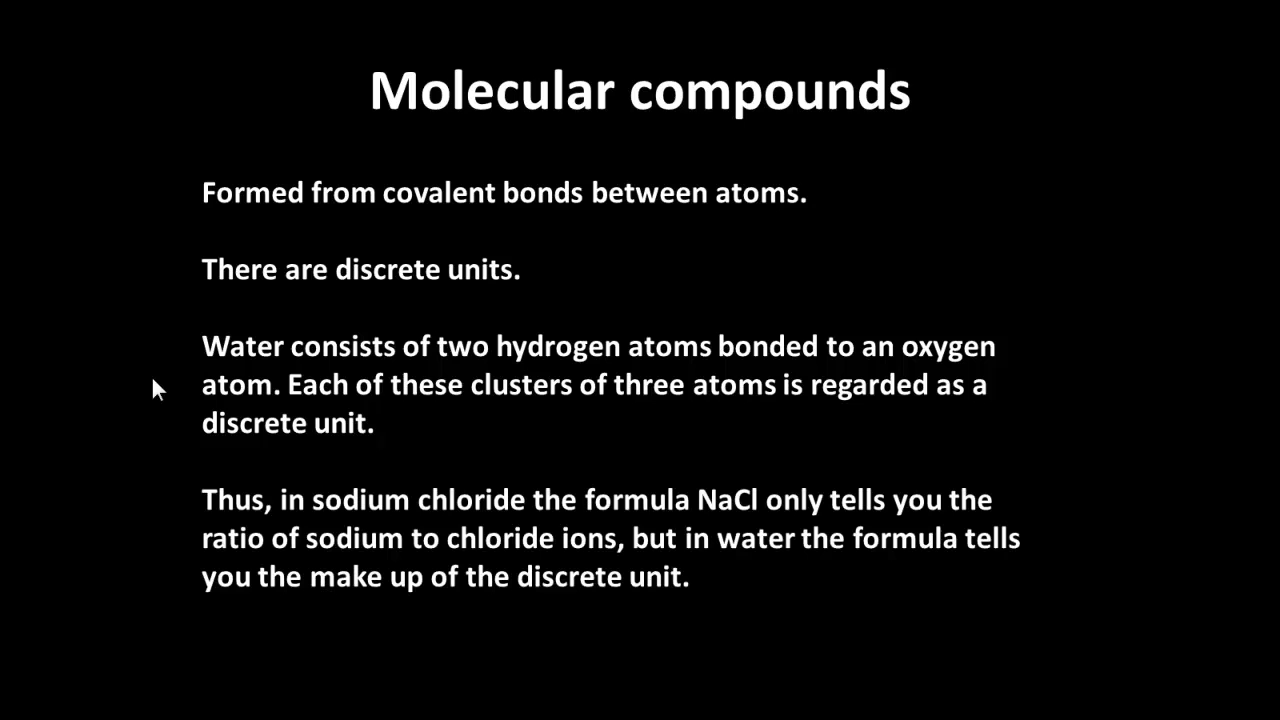 Molecular compounds
Formed from covalent bonds between atoms.
There are discrete units.
Water consists of two hydrogen atoms bonded to an oxygen
atom. Each of these clusters of three atoms is regarded as a
discrete unit.
Thus, in sodium chloride the formula NaCl only tells you the
ratio of sodium to chloride ions, but in water the formula tells
you the make up of the discrete unit.